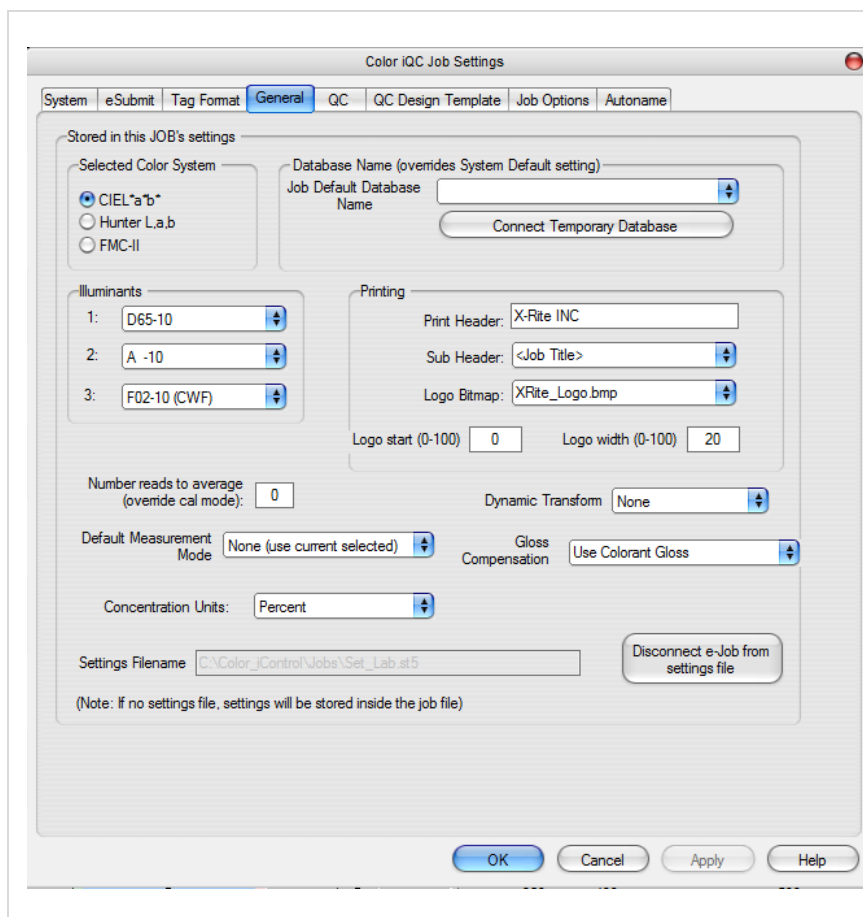 Color iQC Job Settings
System eSubmit Tag Format General QC QC Design Template Job Options Autoname
Stored in this JOB's settings
Selected Color System
CIEL*a*b*
Hunter L,a,b
FMC-II
Database Name (overrides System Default setting)
Job Default Database
Name
Connect Temporary Database
Illuminants
1: D65-10
2: A -10
3: F02-10 (CWF)
Printing
Print Header: X-Rite INC
Sub Header: <Job Title>
Logo Bitmap: XRite_Logo.bmp
Logo start (0-100) 0 Logo width (0-100) 20
Number reads to average
(override cal mode): 0
Dynamic Transform None
Default Measurement
Mode None (use current selected)
Gloss
Compensation Use Colorant Gloss
Concentration Units: Percent
Settings Filename C:\Color_iControl\Jobs\Set_Lab.st5
Disconnect e-Job from
settings file
(Note: If no settings file, settings will be stored inside the job file)
OK Cancel Apply Help